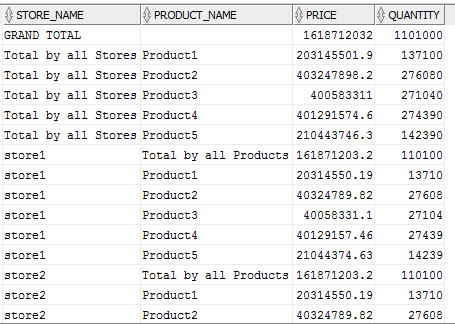 STORE_NAME PRODUCT_NAME PRICE QUANTITY
GRAND TOTAL 1618712032 1101000
Total by all Stores Product1 203145501.9 137100
Total by all Stores Product2 403247898.2 276080
Total by all Stores Product3 400583311 271040
Total by all Stores Product4 401291574.6 274390
Total by all Stores Product5 210443746.3 142390
store1 Total by all Products 161871203.2 110100
store1 Product1 20314550.19 13710
store1 Product2 40324789.82 27608
store1 Product3 40058331.1 27104
store1 Product4 40129157.46 27439
store1 Product5 21044374.63 14239
store2 Total by all Products 161871203.2 110100
store2 Product1 20314550.19 13710
store2 Product2 40324789.82 27608